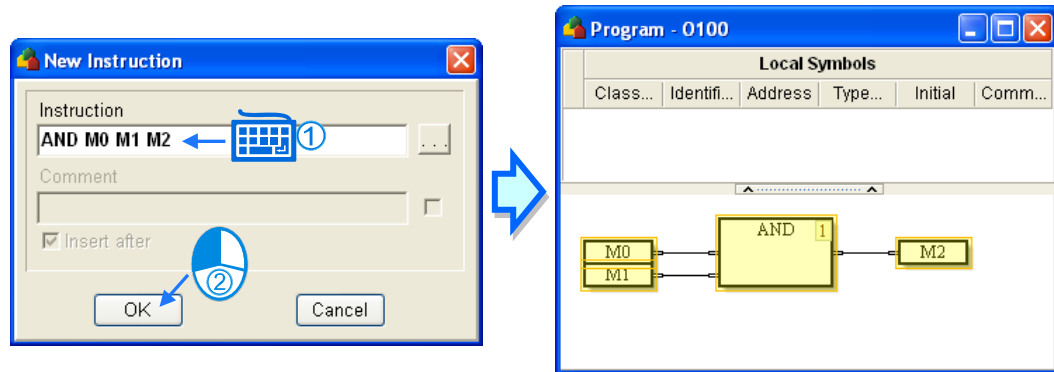 New Instruction
Instruction
AND M0 M1 M2
1
. . .
Comment
Insert after
2
OK
Cancel
Program - O100
Local Symbols
Class... Identifi... Address Type... Initial Comm...
AND 1
M0
M1
M2